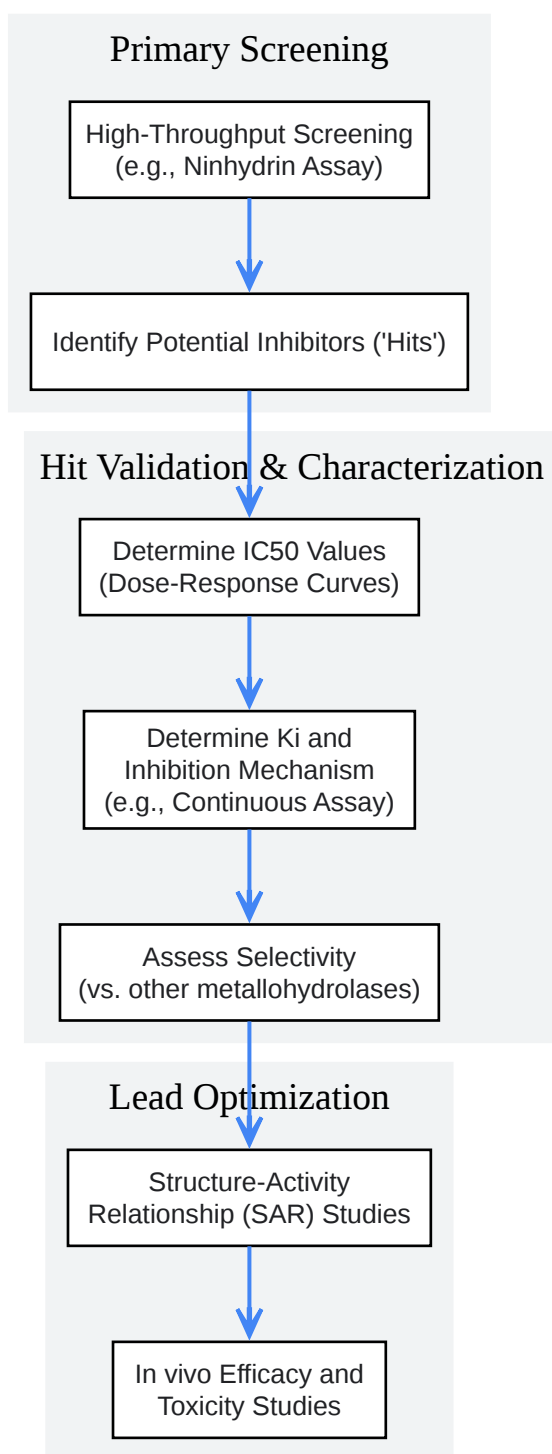 Primary Screening
High-Throughput Screening
(e.g., Ninhydrin Assay)
Identify Potential Inhibitors ('Hits')
Hit Validation & Characterization
Determine IC50 Values
(Dose-Response Curves)
Determine Ki and
Inhibition Mechanism
(e.g., Continuous Assay)
Assess Selectivity
(vs. other metallohydrolases)
Lead Optimization
Structure-Activity
Relationship (SAR) Studies
In vivo Efficacy and
Toxicity Studies